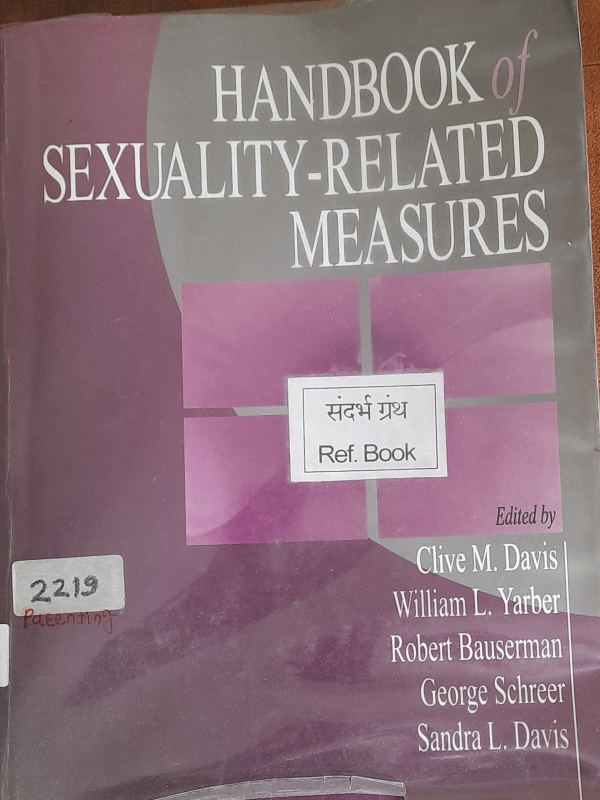 HANDBOOK of
SEXUALITY-RELATED
MEASURES
संदर्भ ग्रंथ
Ref. Book
Edited by
Clive M. Davis
William L. Yarber
Robert Bauserman
George Schreer
Sandra L. Davis
2219
Parenting